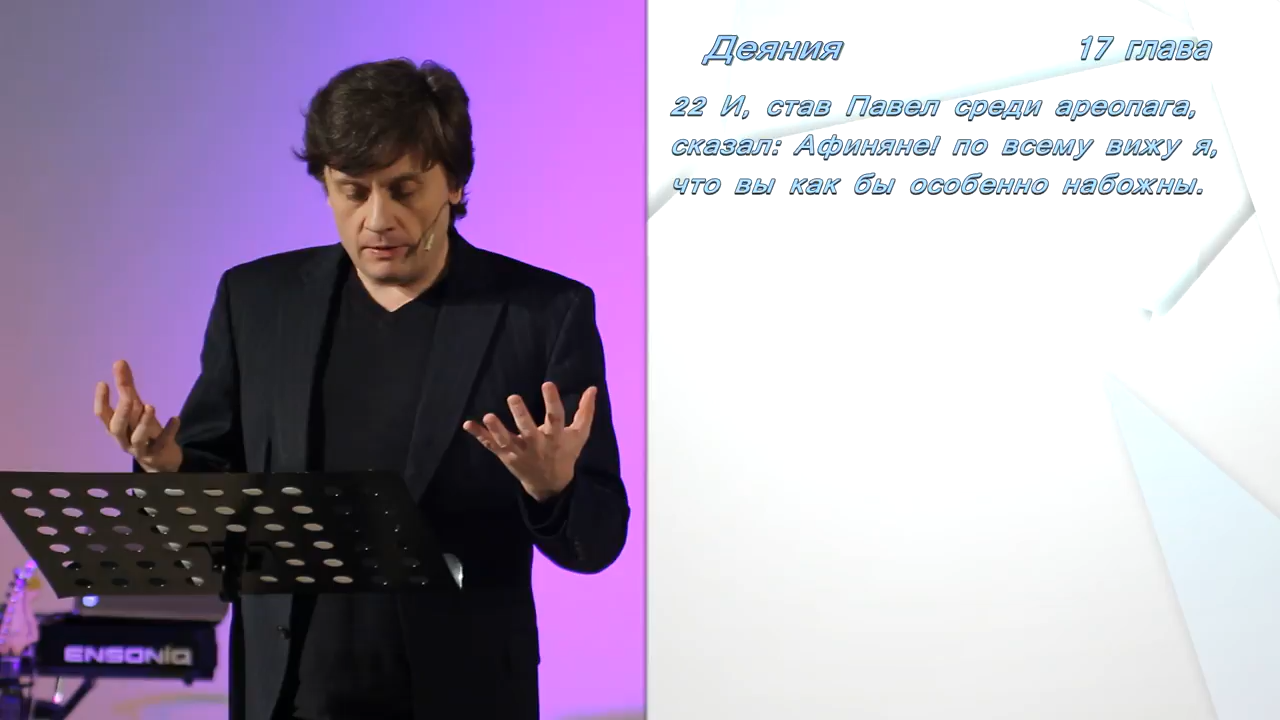 Деяния 17 глава
22 И, став Павел среди ареопага,
сказал: Афиняне! по всему вижу я,
что вы как бы особенно набожны.
ENSONIQ